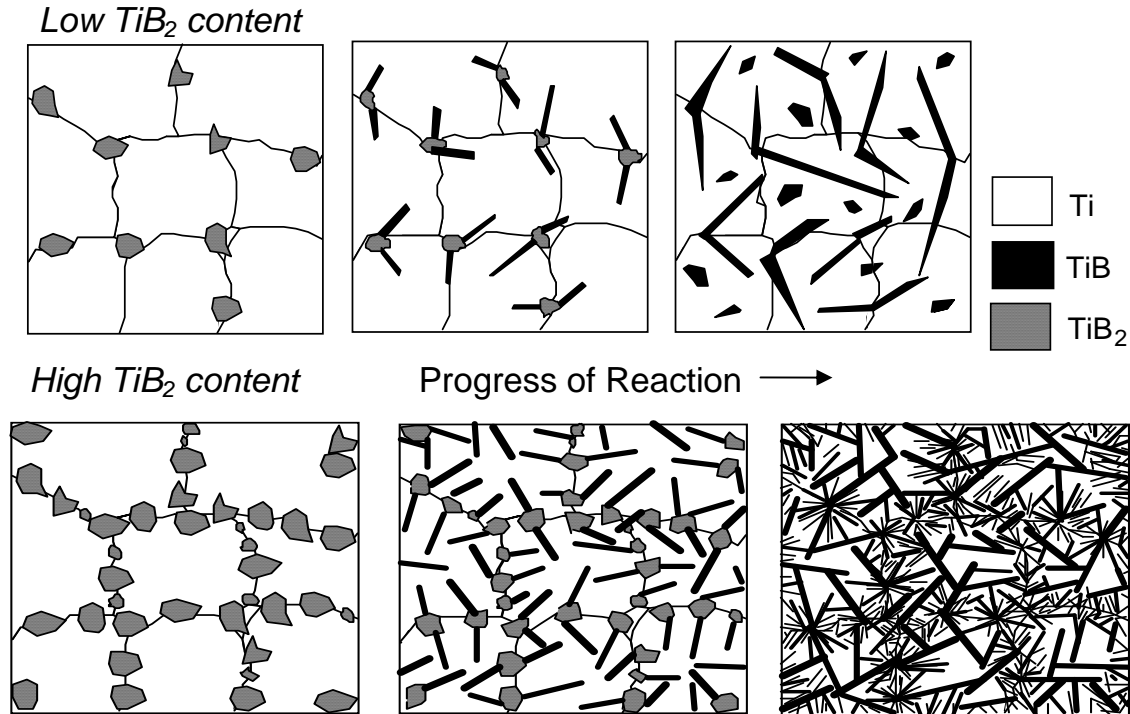 Low TiB₂ content
Ti
TiB
TiB₂
High TiB₂ content
Progress of Reaction